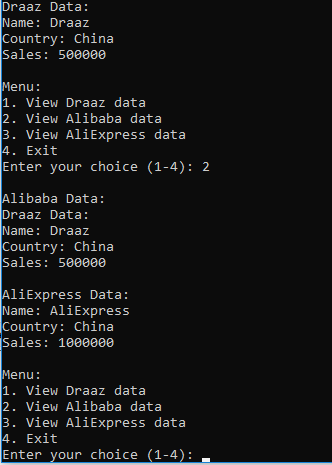 Draaz Data:
Name: Draaz
Country: China
Sales: 500000
Menu:
1. View Draaz data
2. View Alibaba data
3. View AliExpress data
4. Exit
Enter your choice (1-4): 2
Alibaba Data:
Draaz Data:
Name: Draaz
Country: China
Sales: 500000
AliExpress Data:
Name: AliExpress
Country: China
Sales: 1000000
Menu:
1. View Draaz data
2. View Alibaba data
3. View AliExpress data
4. Exit
Enter your choice (1-4):